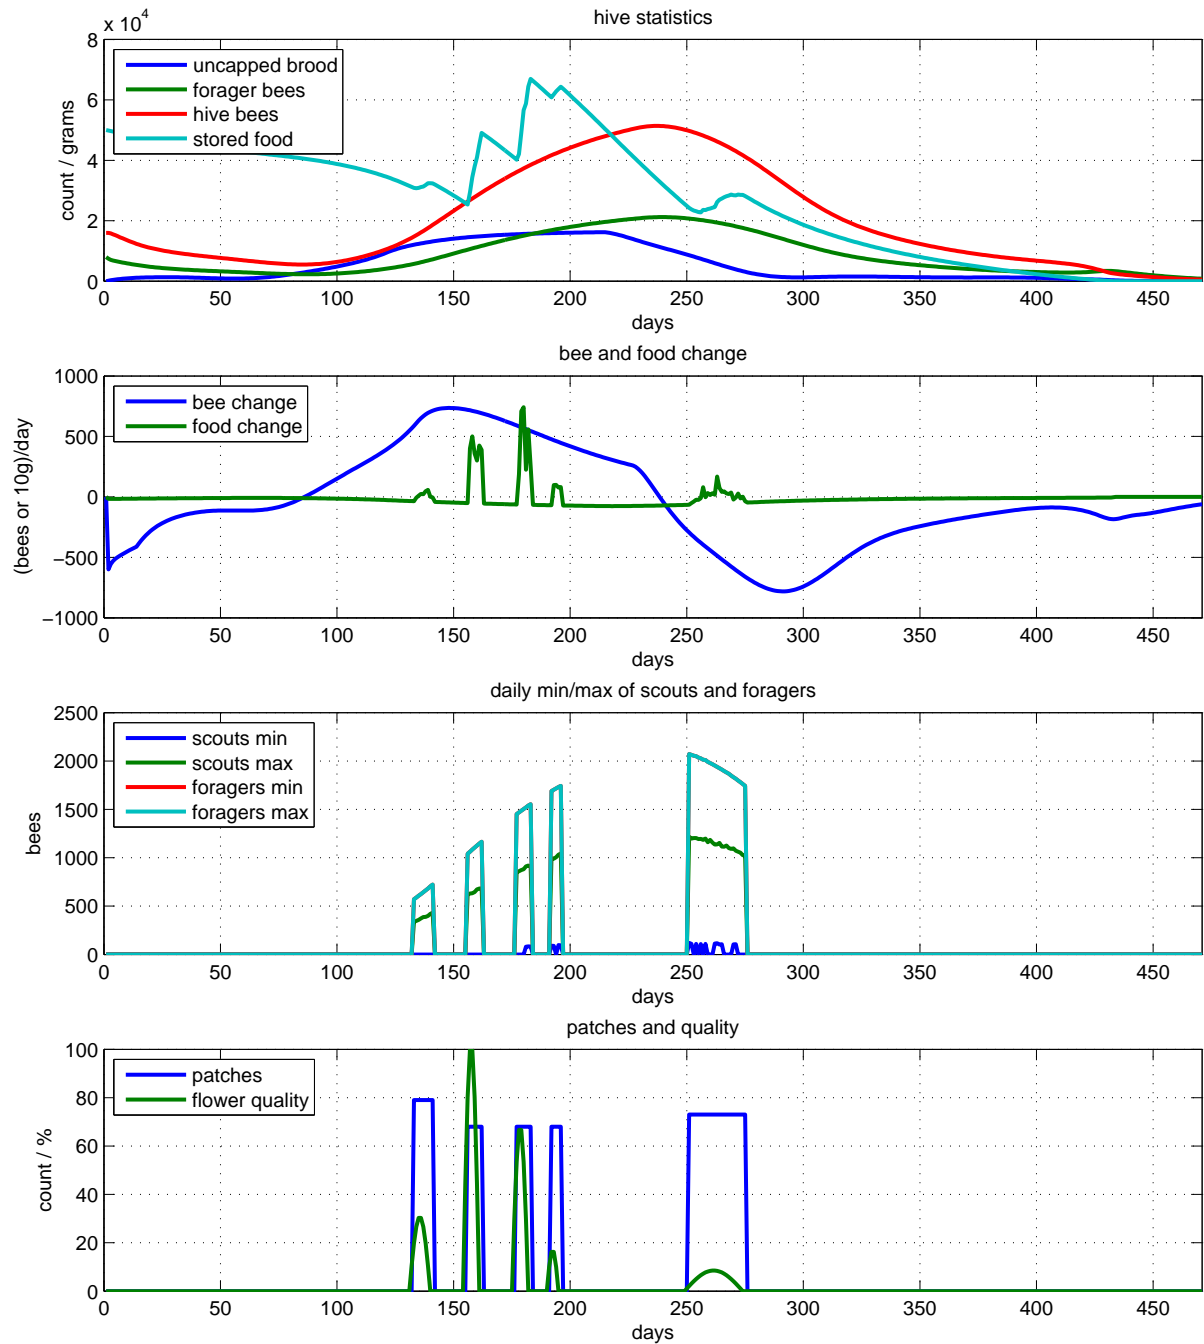 hive statistics
x 10^4
8
6
4
2
0
count / grams
uncapped brood
forager bees
hive bees
stored food
0 50 100 150 200 250 300 350 400 450
days
bee and food change
1000
500
0
−500
−1000
(bees or 10g)/day
bee change
food change
0 50 100 150 200 250 300 350 400 450
days
daily min/max of scouts and foragers
2500
2000
1500
1000
500
0
bees
scouts min
scouts max
foragers min
foragers max
0 50 100 150 200 250 300 350 400 450
days
patches and quality
100
80
60
40
20
0
count / %
patches
flower quality
0 50 100 150 200 250 300 350 400 450
days